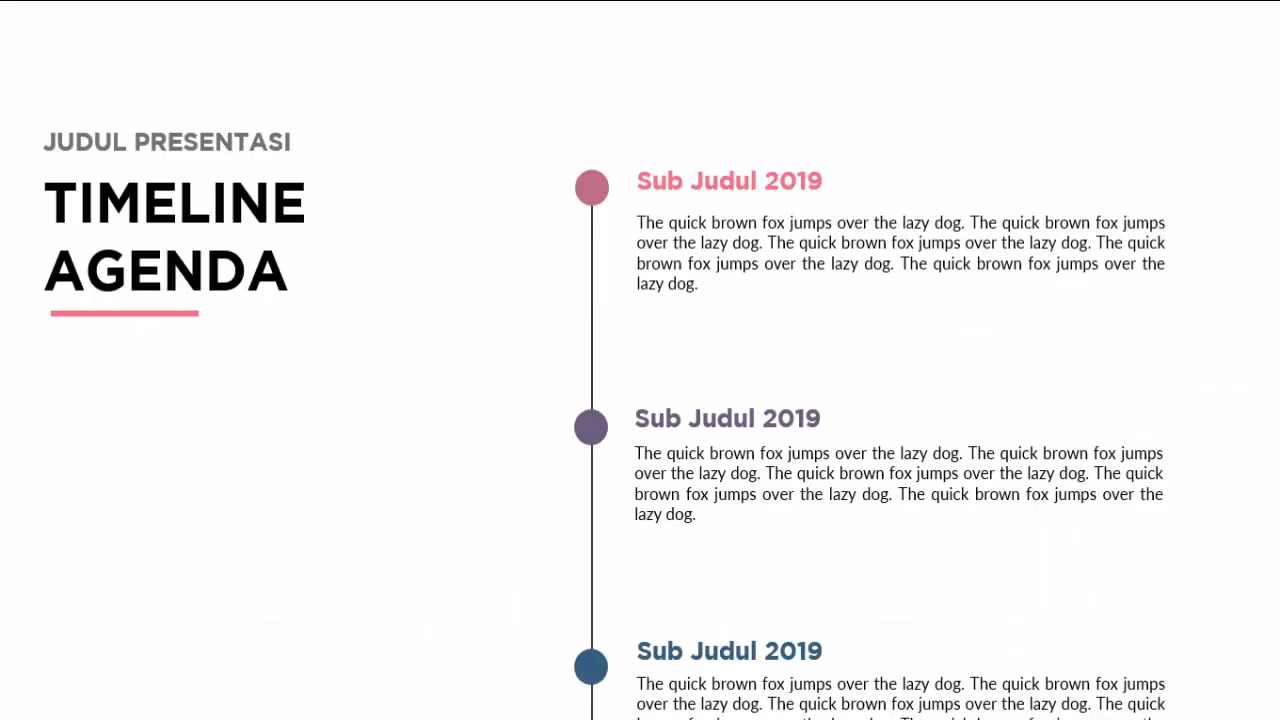 JUDUL PRESENTASI
TIMELINE
AGENDA
Sub Judul 2019
The quick brown fox jumps over the lazy dog. The quick brown fox jumps
over the lazy dog. The quick brown fox jumps over the lazy dog. The quick
brown fox jumps over the lazy dog. The quick brown fox jumps over the
lazy dog.
Sub Judul 2019
The quick brown fox jumps over the lazy dog. The quick brown fox jumps
over the lazy dog. The quick brown fox jumps over the lazy dog. The quick
brown fox jumps over the lazy dog. The quick brown fox jumps over the
lazy dog.
Sub Judul 2019
The quick brown fox jumps over the lazy dog. The quick brown fox jumps
over the lazy dog. The quick brown fox jumps over the lazy dog. The quick